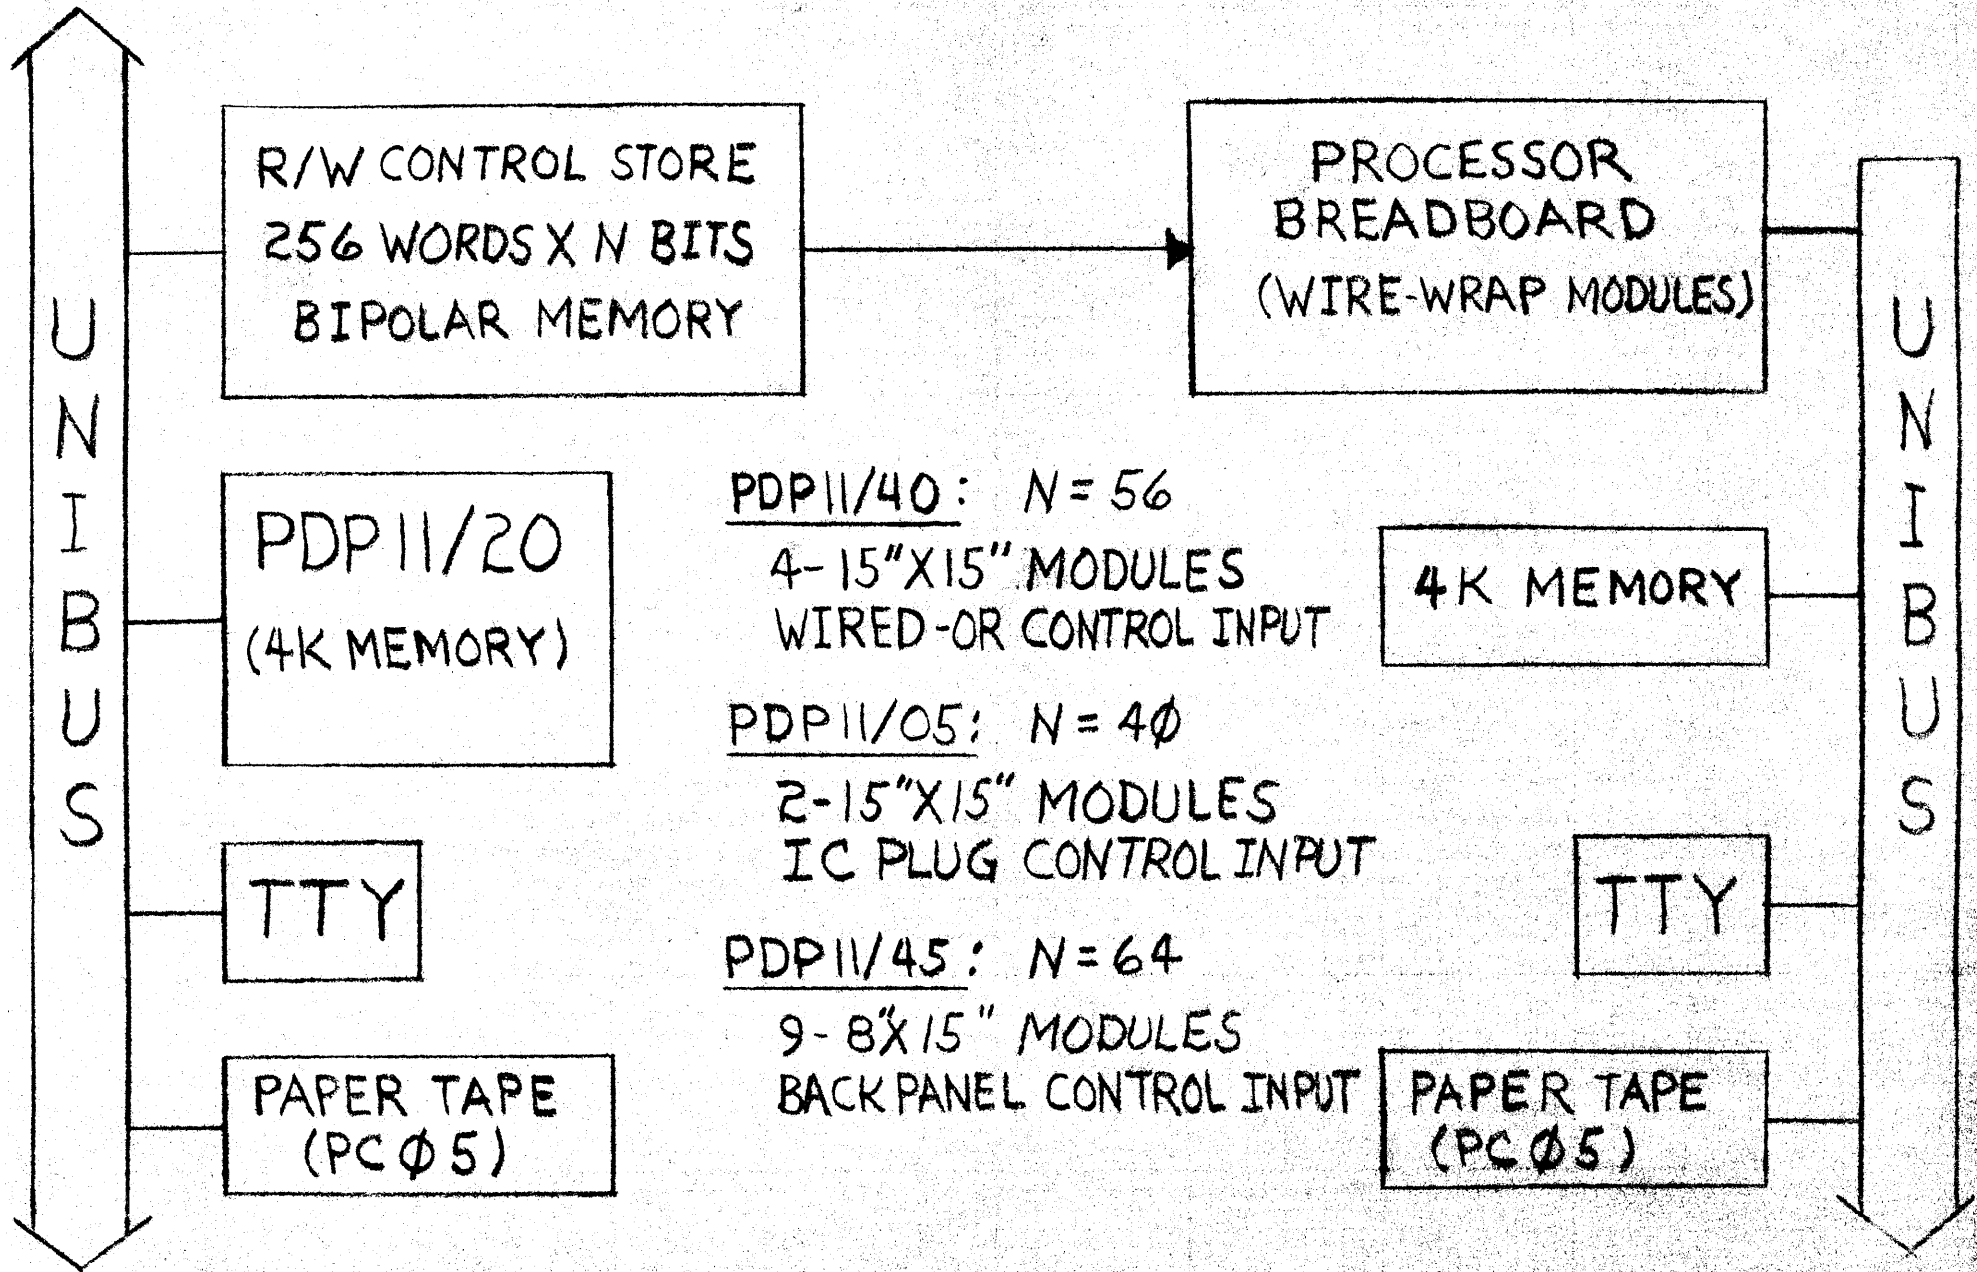 UNIBUS
R/W CONTROL STORE
256 WORDS X N BITS
BIPOLAR MEMORY
PDP11/20
(4K MEMORY)
TTY
PAPER TAPE
(PCØ5)
PDP11/40: N = 56
4-15"X15" MODULES
WIRED-OR CONTROL INPUT
PDP11/05: N = 4Ø
2-15"X15" MODULES
IC PLUG CONTROL INPUT
PDP11/45: N = 64
9-8"X15" MODULES
BACK PANEL CONTROL INPUT
PROCESSOR
BREADBOARD
(WIRE-WRAP MODULES)
4K MEMORY
TTY
PAPER TAPE
(PCØ5)
UNIBUS